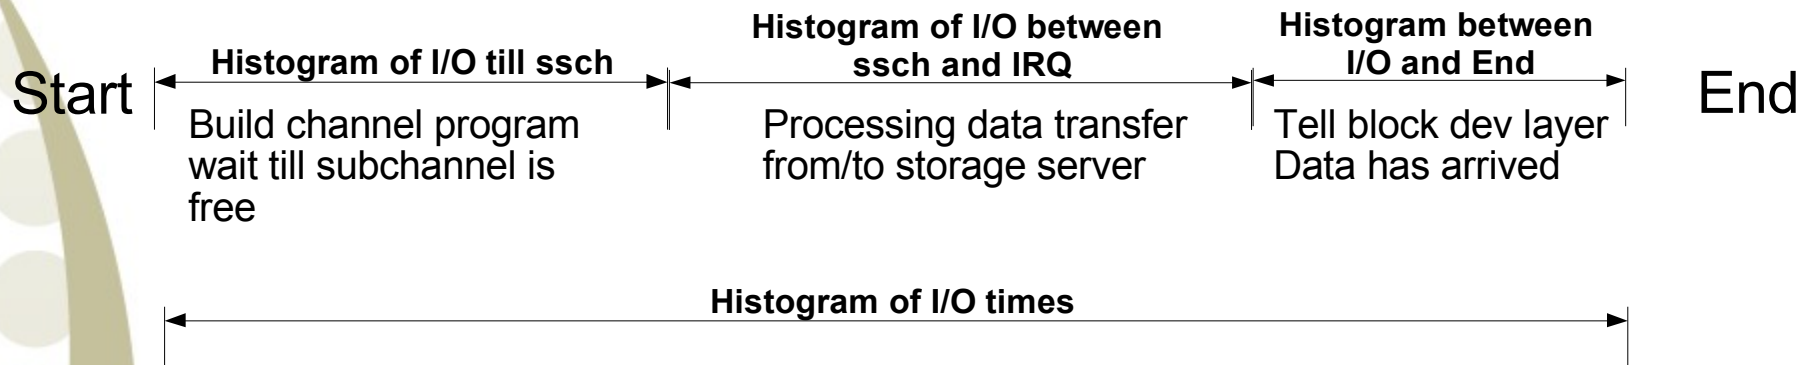 Start
Histogram of I/O till ssch
Build channel program
wait till subchannel is
free
Histogram of I/O between
ssch and IRQ
Processing data transfer
from/to storage server
Histogram between
I/O and End
Tell block dev layer
Data has arrived
End
Histogram of I/O times